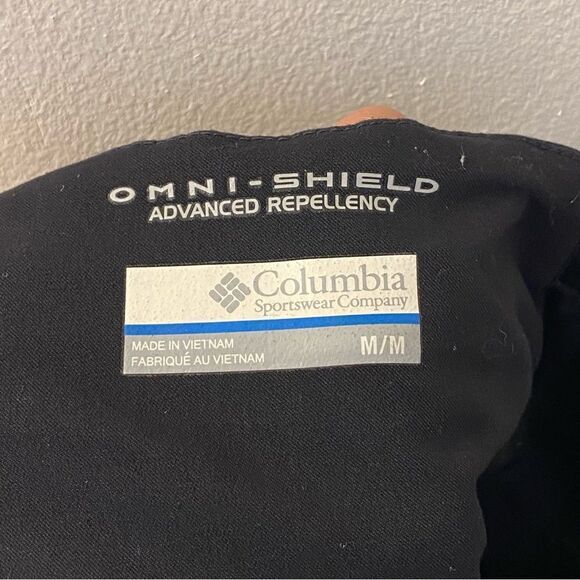 OMNI-SHIELD
ADVANCED REPELLENCY
Columbia
Sportswear Company
MADE IN VIETNAM
FABRIQUÉ AU VIETNAM
M/M